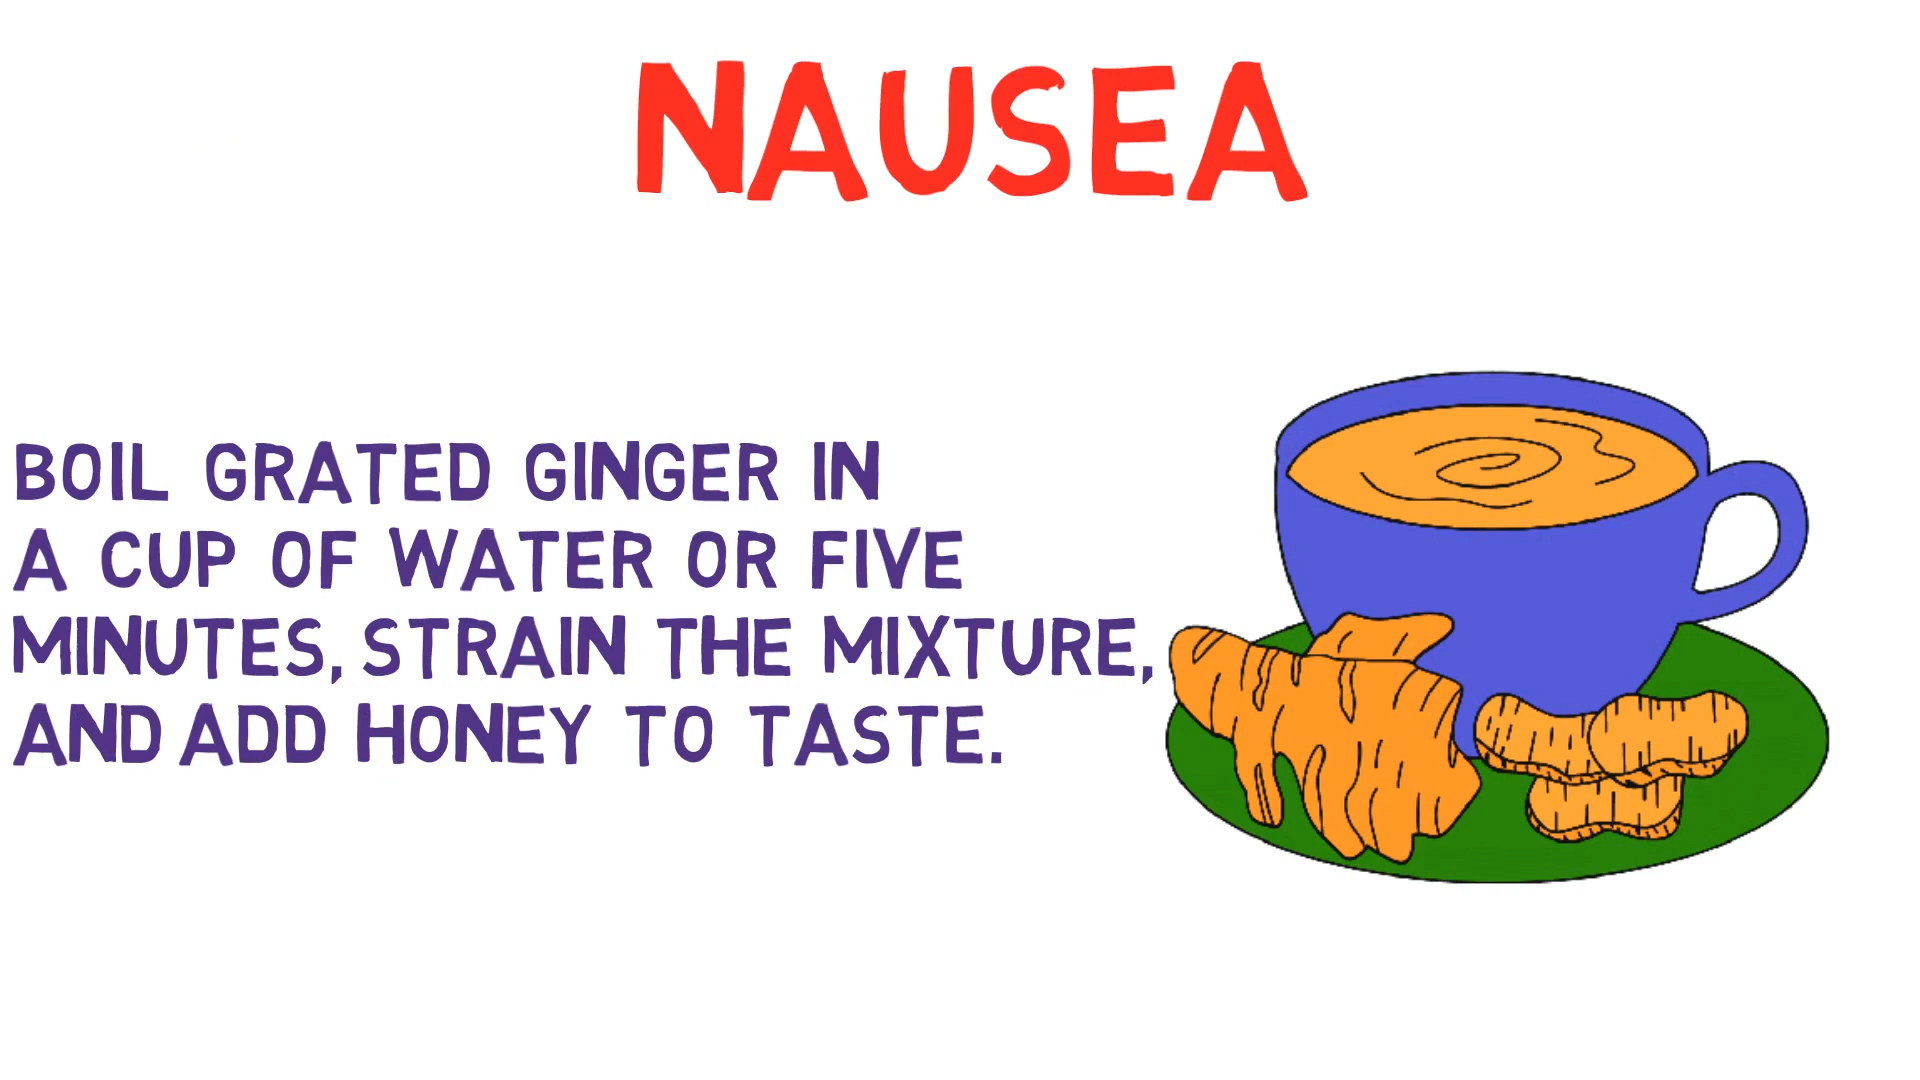 NAUSEA
BOIL GRATED GINGER IN
A CUP OF WATER OR FIVE
MINUTES, STRAIN THE MIXTURE,
AND ADD HONEY TO TASTE.